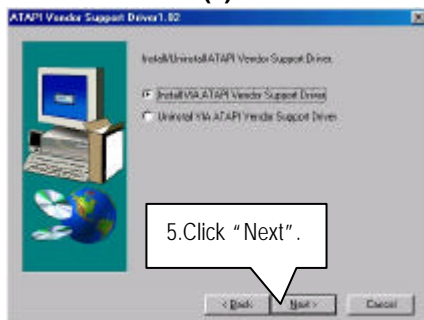 ATAPI Vendor Support Driver1.82
Install/Uninstall ATAPI Vendor Support Driver.
Install VIA ATAPI Vendor Support Driver
Uninstall VIA ATAPI Vendor Support Driver
5.Click “Next”.
< Back
Next >
Cancel